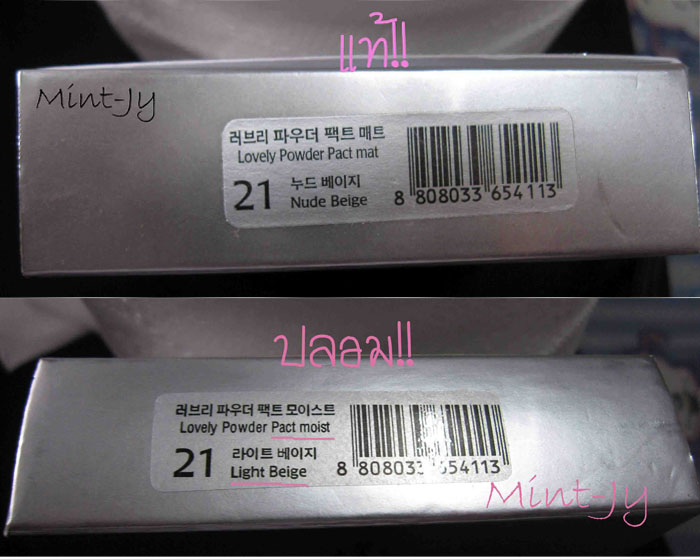 แท้!!
Mint-Jy
러브리 파우더 팩트 매트
Lovely Powder Pact mat
21 누드 베이지
Nude Beige
8 808033 654113
ปลอม!!
러브리 파우더 팩트 모이스트
Lovely Powder Pact moist
21 라이트 베이지
Light Beige
8 808033 654113
Mint-Jy